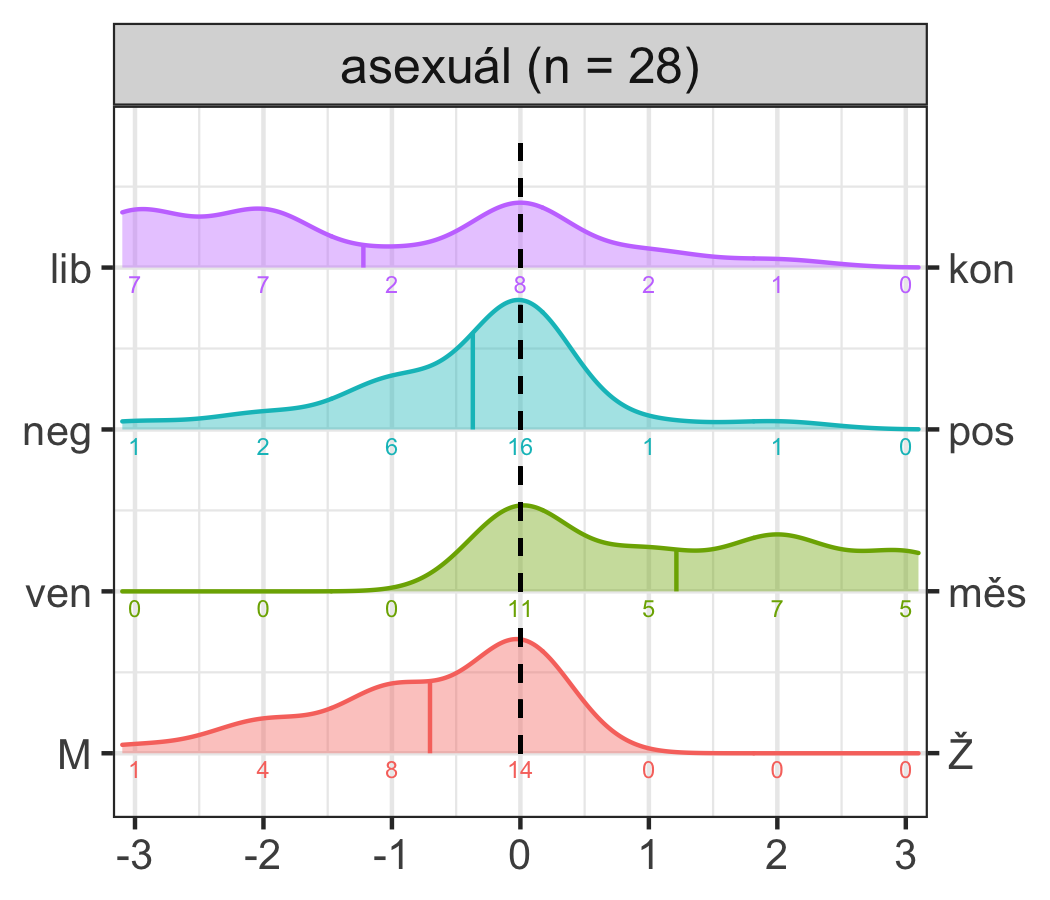 asexuál (n = 28)
lib kon
7 7 2 8 2 1 0
neg pos
1 2 6 16 1 1 0
ven měs
0 0 0 11 5 7 5
M Ž
1 4 8 14 0 0 0
-3 -2 -1 0 1 2 3